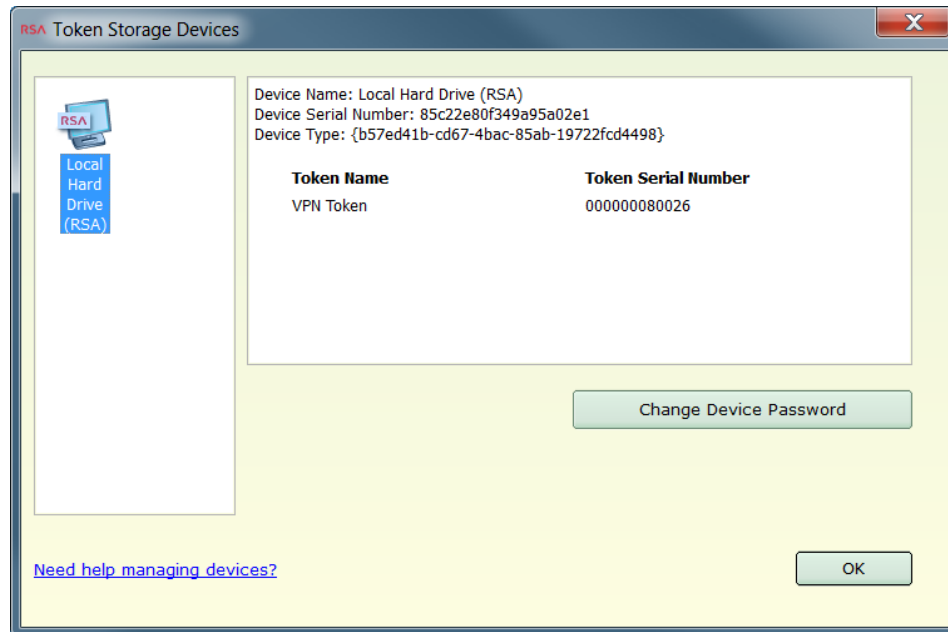 RSA Token Storage Devices
RSA
Local
Hard
Drive
(RSA)
Device Name: Local Hard Drive (RSA)
Device Serial Number: 85c22e80f349a95a02e1
Device Type: {b57ed41b-cd67-4bac-85ab-19722fcd4498}
Token Name Token Serial Number
VPN Token 000000080026
Change Device Password
Need help managing devices?
OK